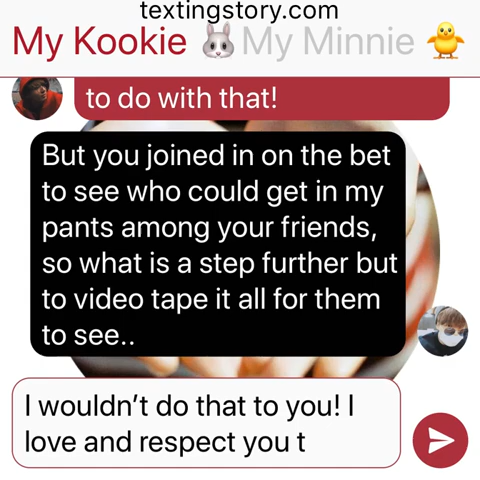 textingstory.com
My Kookie 🐰 My Minnie 🐥
to do with that!
But you joined in on the bet
to see who could get in my
pants among your friends,
so what is a step further but
to video tape it all for them
to see..
I wouldn't do that to you! I
love and respect you t